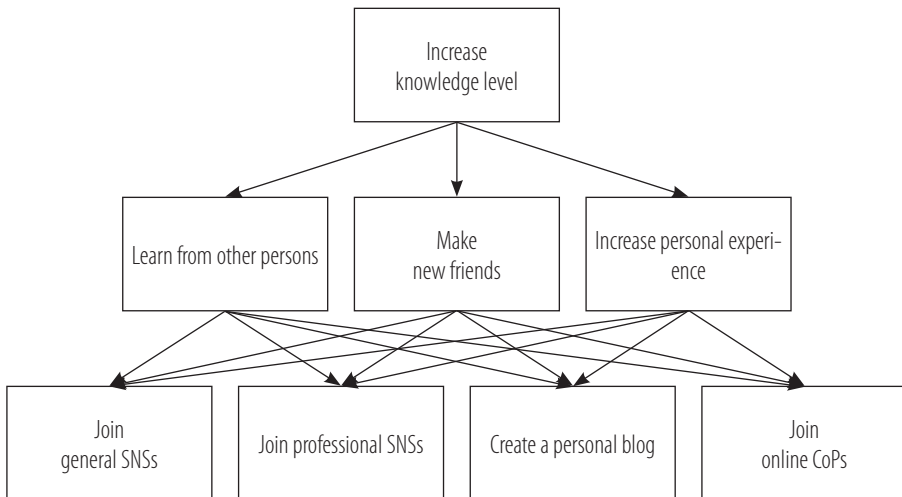 Increase
knowledge level
Learn from other persons
Make
new friends
Increase personal experi-
ence
Join
general SNSs
Join professional SNSs
Create a personal blog
Join
online CoPs